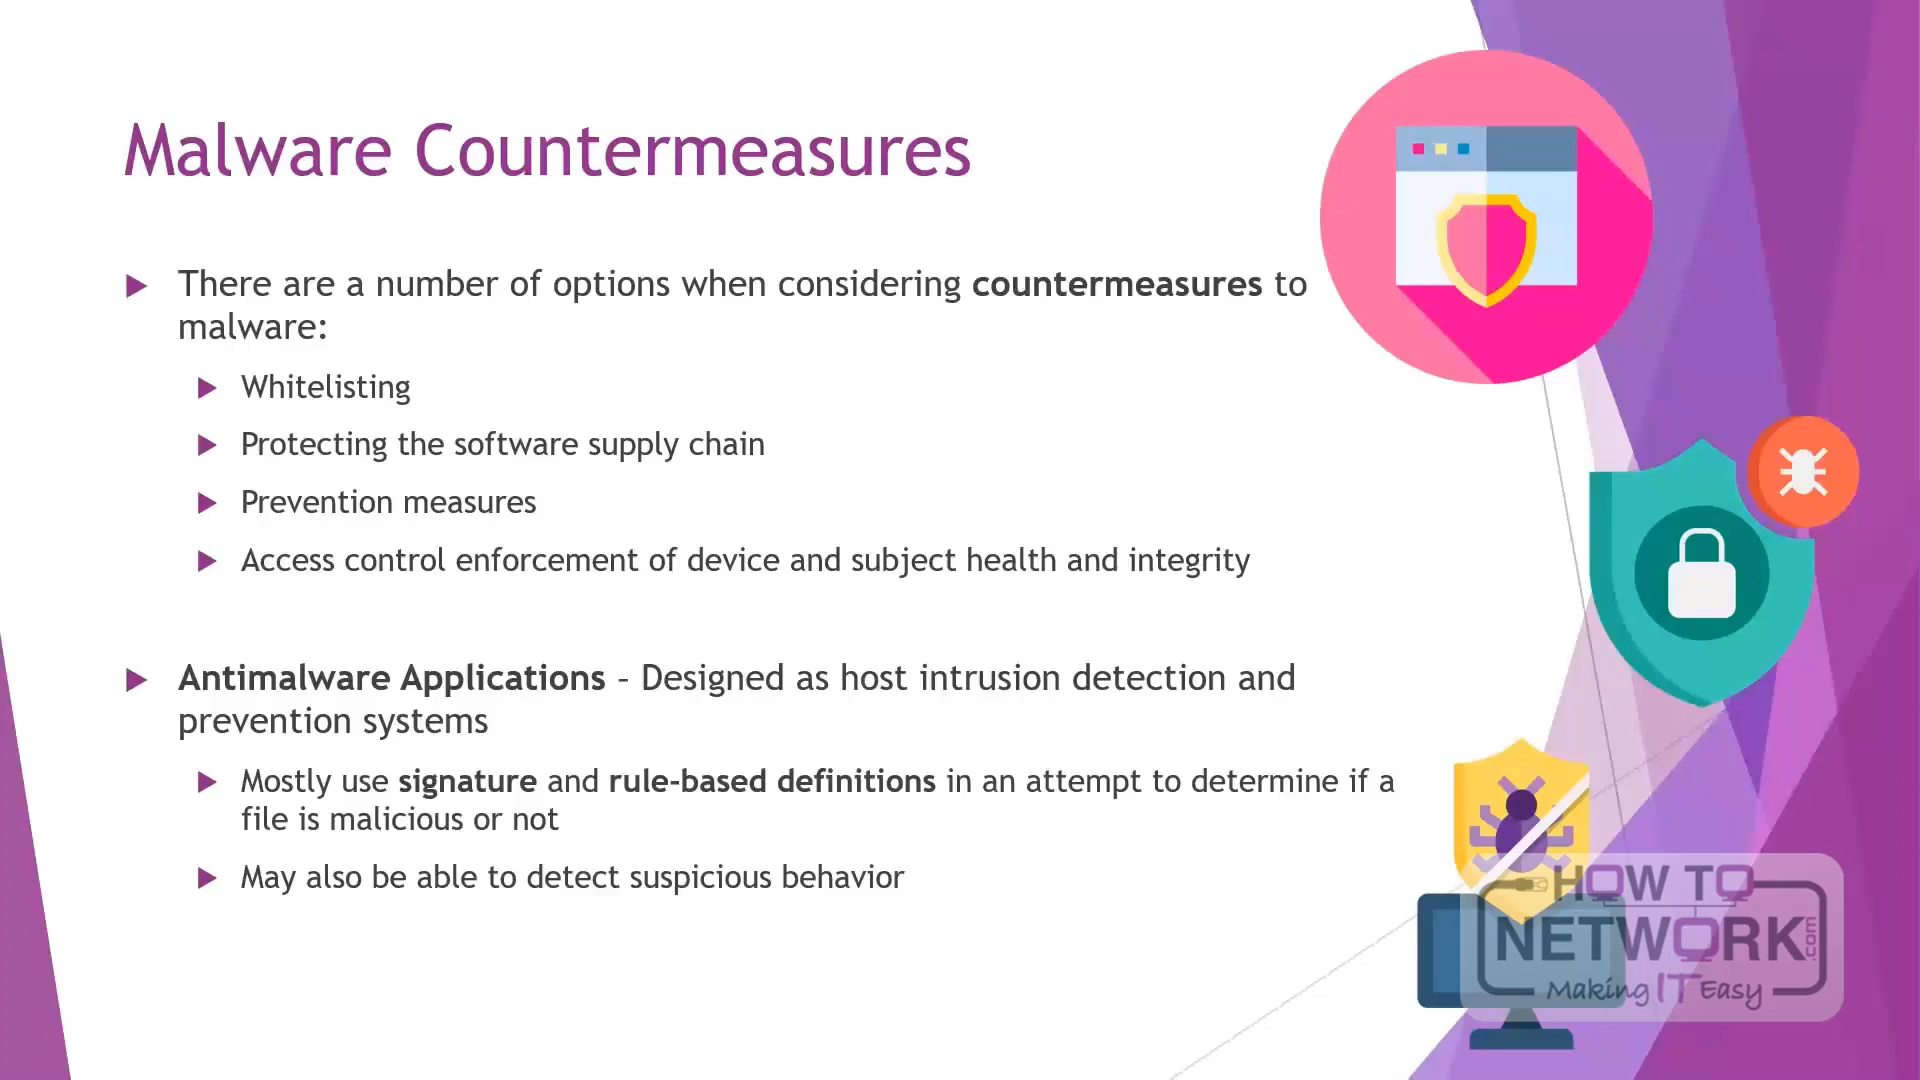 Malware Countermeasures
There are a number of options when considering countermeasures to
malware:
Whitelisting
Protecting the software supply chain
Prevention measures
Access control enforcement of device and subject health and integrity
Antimalware Applications – Designed as host intrusion detection and
prevention systems
Mostly use signature and rule-based definitions in an attempt to determine if a
file is malicious or not
May also be able to detect suspicious behavior
HOW TO
NETWORK.com
Making IT Easy